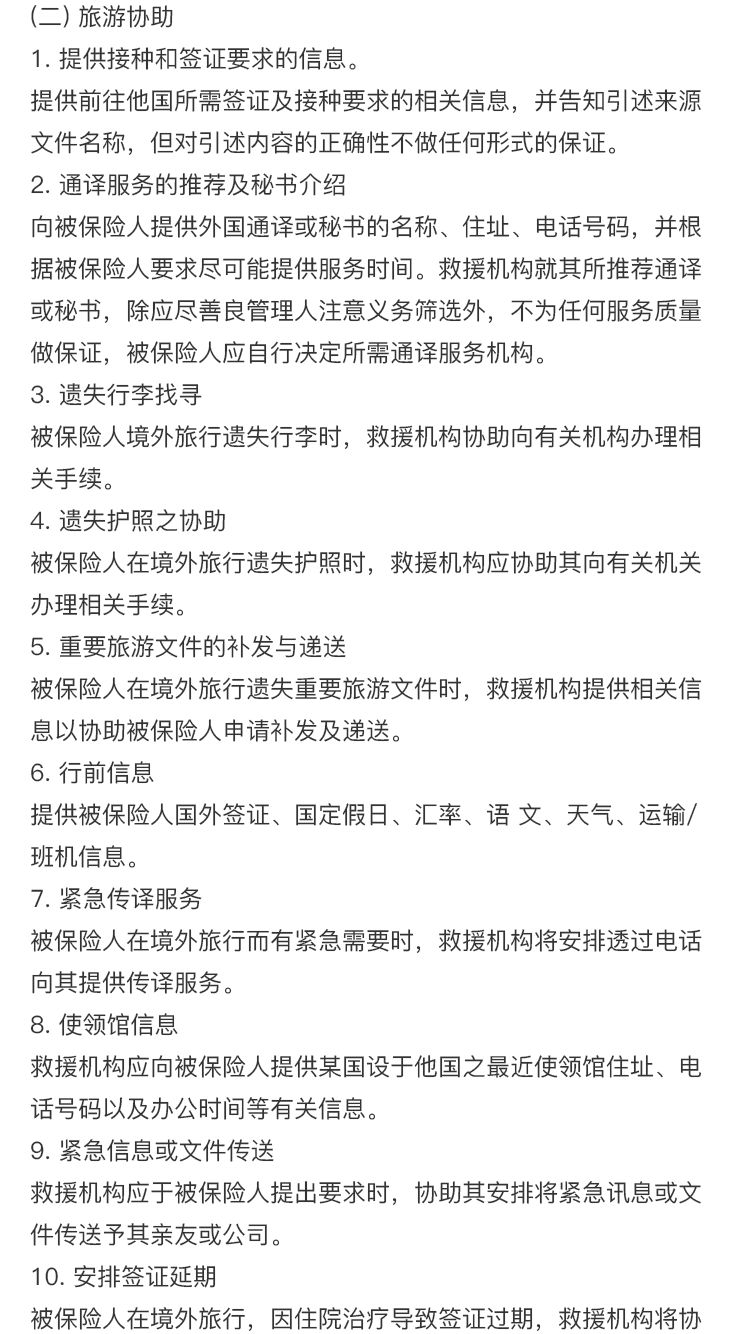 (二) 旅游协助
1. 提供接种和签证要求的信息。
提供前往他国所需签证及接种要求的相关信息，并告知引述来源
文件名称，但对引述内容的正确性不做任何形式的保证。
2. 通译服务的推荐及秘书介绍
向被保险人提供外国通译或秘书的名称、住址、电话号码，并根
据被保险人要求尽可能提供服务时间。救援机构就其所推荐通译
或秘书，除应尽善良管理人注意义务筛选外，不为任何服务质量
做保证，被保险人应自行决定所需通译服务机构。
3. 遗失行李找寻
被保险人境外旅行遗失行李时，救援机构协助向有关机构办理相
关手续。
4. 遗失护照之协助
被保险人在境外旅行遗失护照时，救援机构应协助其向有关机关
办理相关手续。
5. 重要旅游文件的补发与递送
被保险人在境外旅行遗失重要旅游文件时，救援机构提供相关信
息以协助被保险人申请补发及递送。
6. 行前信息
提供被保险人国外签证、国定假日、汇率、语 文、天气、运输/
班机信息。
7. 紧急传译服务
被保险人在境外旅行而有紧急需要时，救援机构将安排透过电话
向其提供传译服务。
8. 使领馆信息
救援机构应向被保险人提供某国设于他国之最近使领馆住址、电
话号码以及办公时间等有关信息。
9. 紧急信息或文件传送
救援机构应于被保险人提出要求时，协助其安排将紧急讯息或文
件传送予其亲友或公司。
10. 安排签证延期
被保险人在境外旅行，因住院治疗导致签证过期，救援机构将协